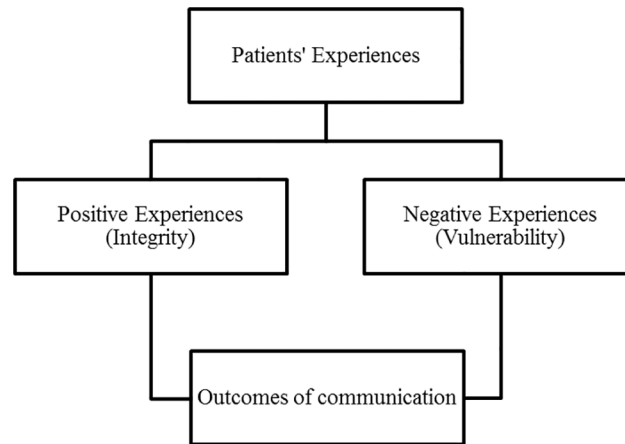 Patients' Experiences
Positive Experiences
(Integrity)
Negative Experiences
(Vulnerability)
Outcomes of communication